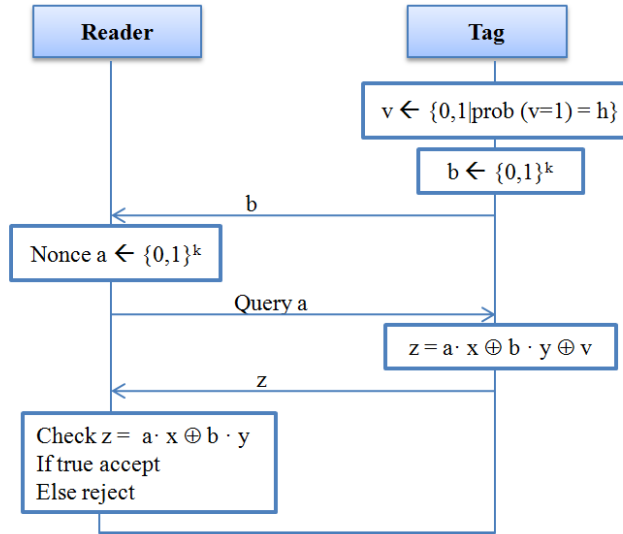 Reader
Tag
v ← {0,1|prob (v=1) = h}
b ← {0,1}ᵏ
b
Nonce a ← {0,1}ᵏ
Query a
z = a· x ⊕ b · y ⊕ v
z
Check z = a· x ⊕ b · y
If true accept
Else reject